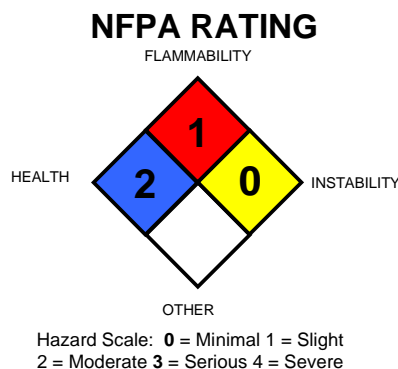 NFPA RATING
FLAMMABILITY
1
HEALTH
2
0
INSTABILITY
OTHER
Hazard Scale: 0 = Minimal 1 = Slight
2 = Moderate 3 = Serious 4 = Severe